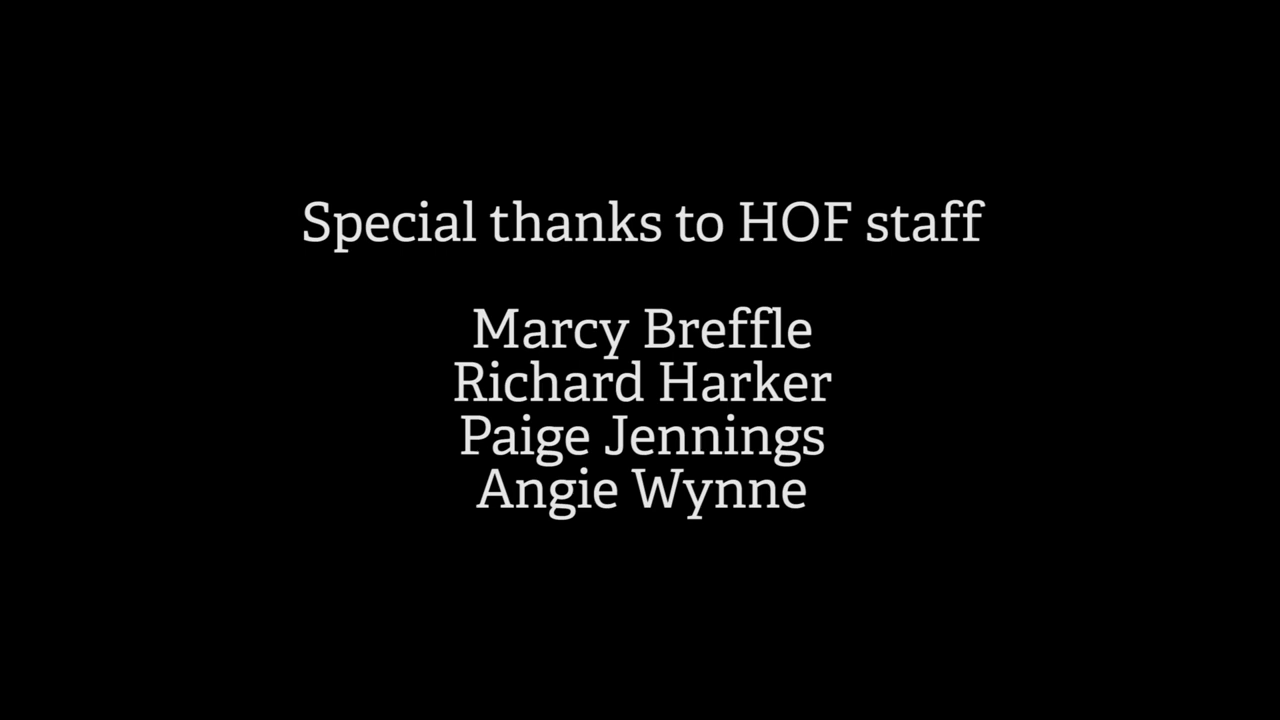 Special thanks to HOF staff
Marcy Breffle
Richard Harker
Paige Jennings
Angie Wynne